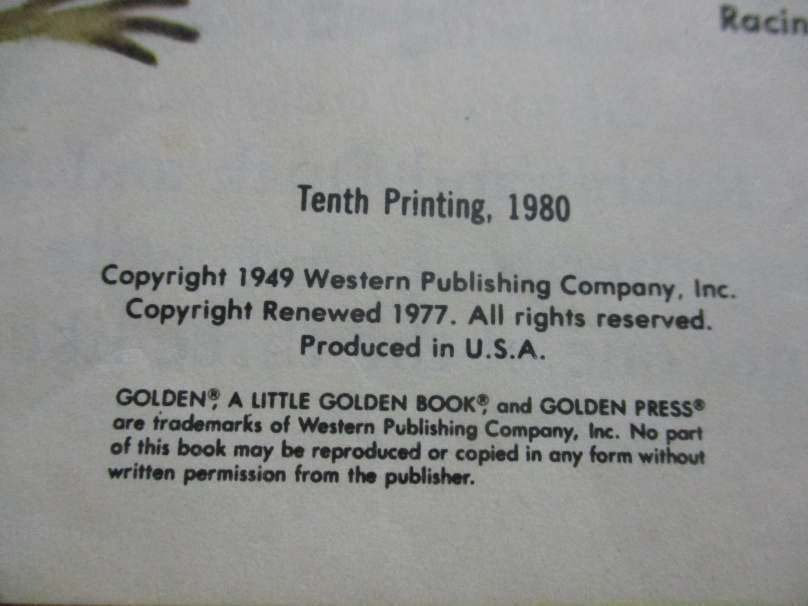 Racin
Tenth Printing, 1980
Copyright 1949 Western Publishing Company, Inc.
Copyright Renewed 1977. All rights reserved.
Produced in U.S.A.
GOLDEN®, A LITTLE GOLDEN BOOK®, and GOLDEN PRESS®
are trademarks of Western Publishing Company, Inc. No part
of this book may be reproduced or copied in any form without
written permission from the publisher.